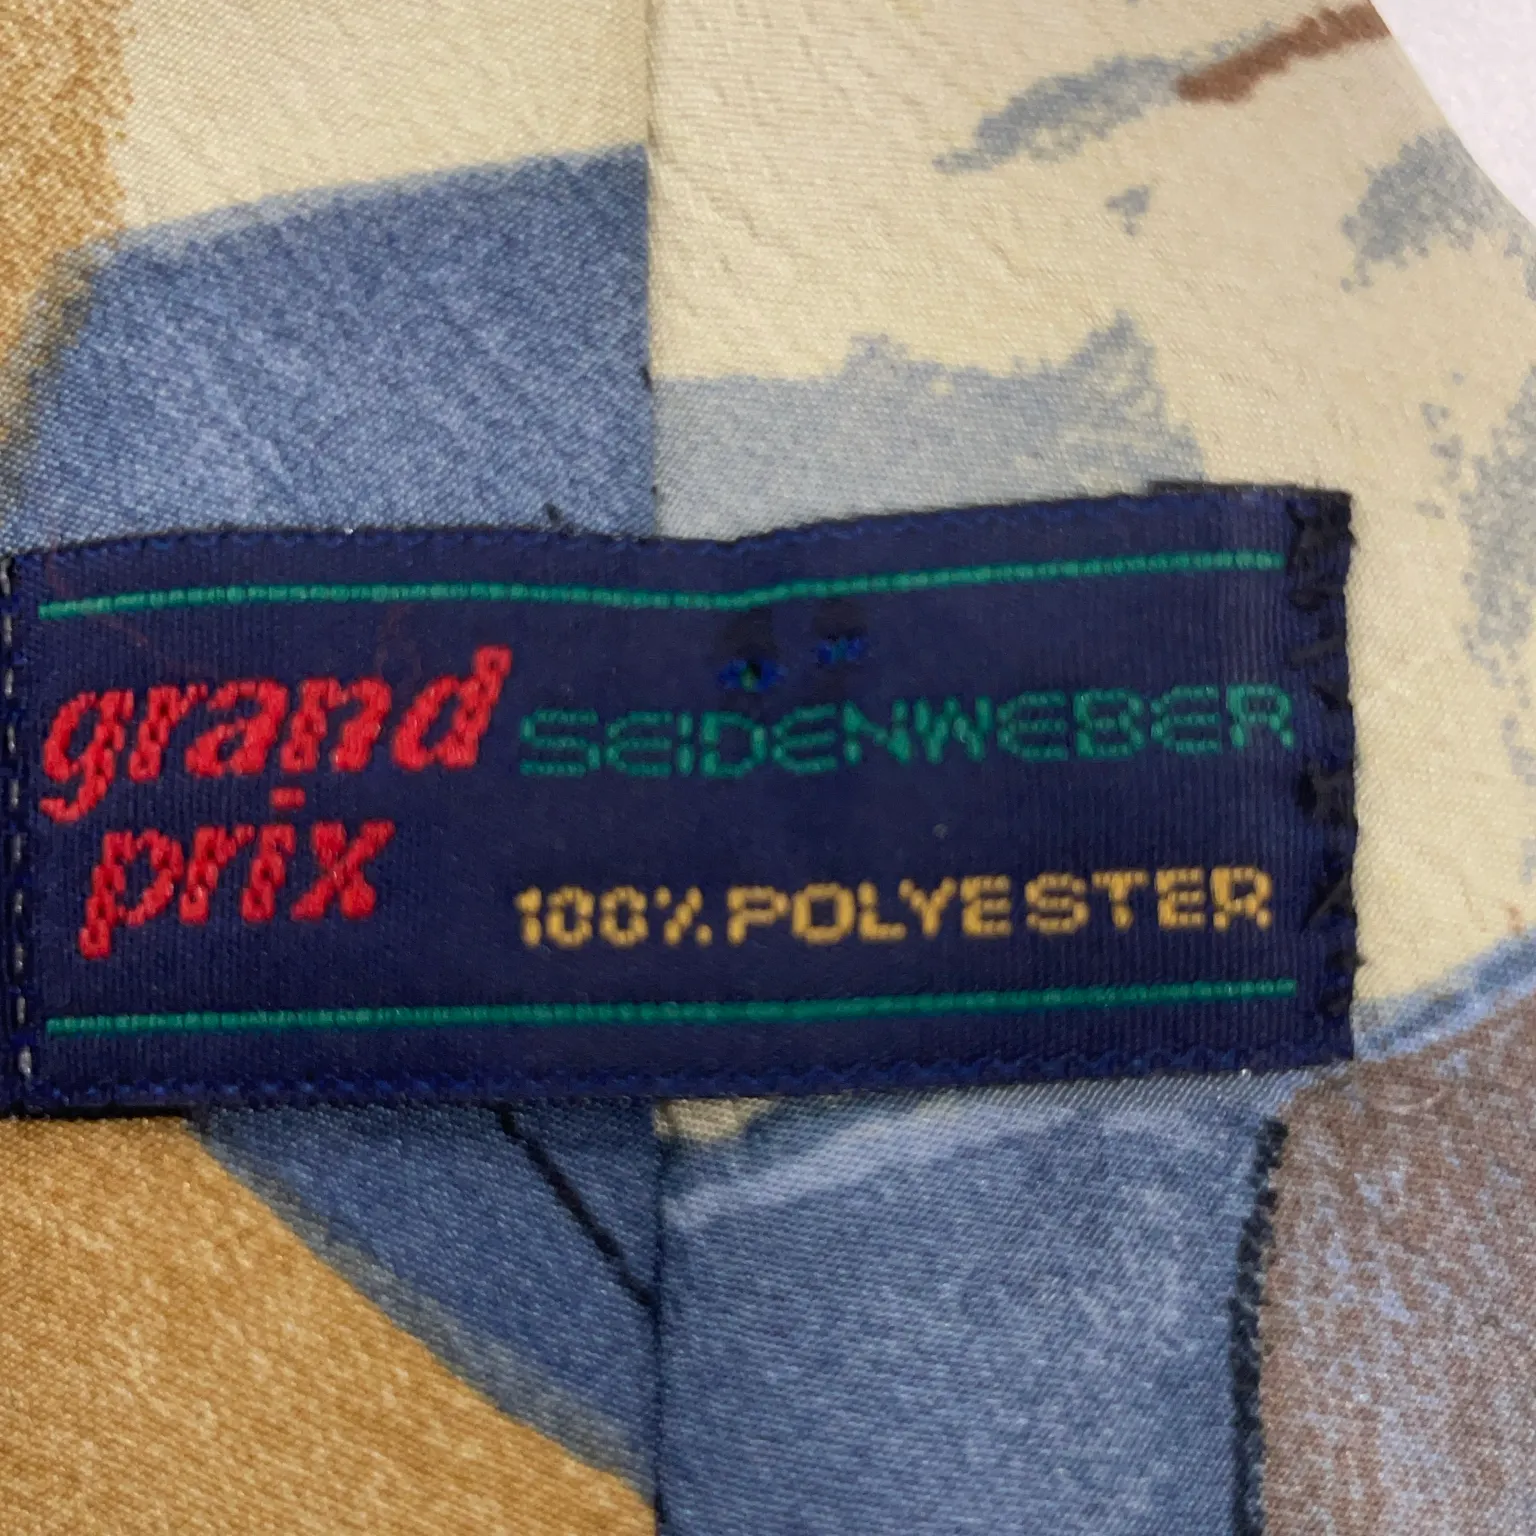 grand
prix
SEIDENWEBER
100% POLYESTER